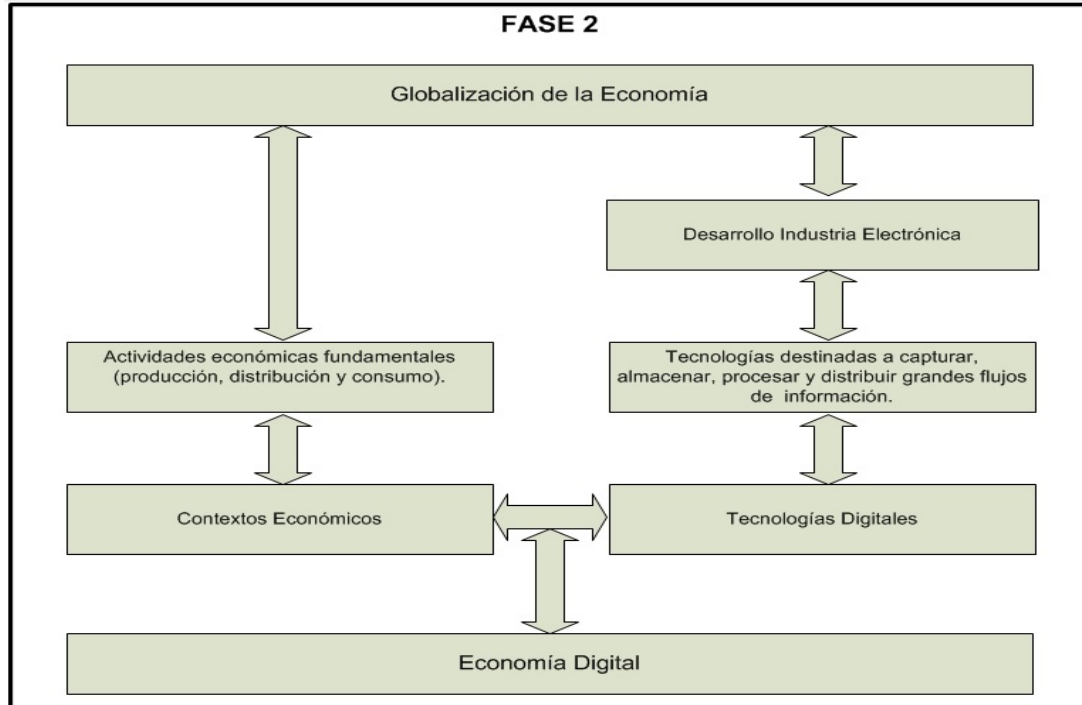 FASE 2
Globalización de la Economía
Desarrollo Industria Electrónica
Actividades económicas fundamentales
(producción, distribución y consumo).
Tecnologías destinadas a capturar,
almacenar, procesar y distribuir grandes flujos
de información.
Contextos Económicos
Tecnologías Digitales
Economía Digital